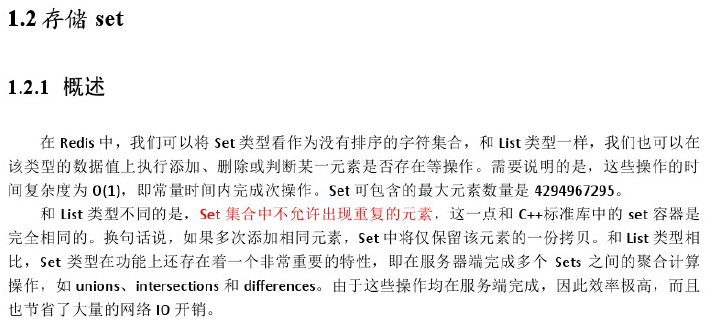 1.2 存储 set
1.2.1 概述
在 Redis 中，我们可以将 Set 类型看作为没有排序的字符集合，和 List 类型一样，我们也可以在
该类型的数据值上执行添加、删除或判断某一元素是否存在等操作。需要说明的是，这些操作的时
间复杂度为 O(1)，即常量时间内完成次操作。Set 可包含的最大元素数量是 4294967295。
和 List 类型不同的是，Set 集合中不允许出现重复的元素，这一点和 C++标准库中的 set 容器是
完全相同的。换句话说，如果多次添加相同元素，Set 中将仅保留该元素的一份拷贝。和 List 类型相
比，Set 类型在功能上还存在着一个非常重要的特性，即在服务器端完成多个 Sets 之间的聚合计算
操作，如 unions、intersections 和 differences。由于这些操作均在服务端完成，因此效率极高，而且
也节省了大量的网络 IO 开销。